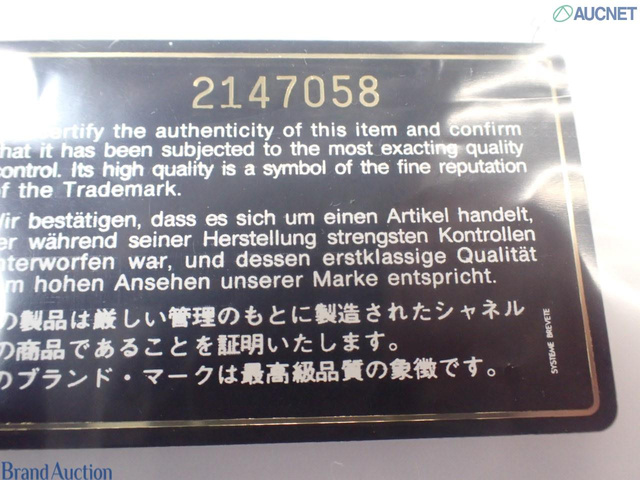 AUCNET
2147058
certify the authenticity of this item and confirm
that it has been subjected to the most exacting quality
control. Its high quality is a symbol of the fine reputation
of the Trademark.
Wir bestätigen, dass es sich um einen Artikel handelt,
er während seiner Herstellung strengsten Kontrollen
nterworfen war, und dessen erstklassige Qualität
m hohen Ansehen unserer Marke entspricht.
の製品は厳しい管理のもとに製造されたシャネル
の商品であることを証明いたします。
のブランド・マークは最高級品質の象徴です。
SYSTEME BREVETE
Brand Auction